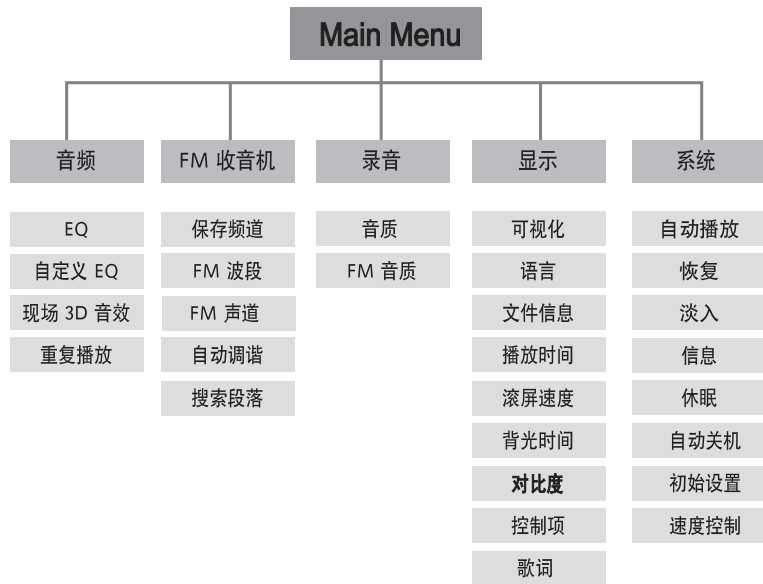 Main Menu
音频
FM 收音机
录音
显示
系统
EQ
自定义 EQ
现场 3D 音效
重复播放
保存频道
FM 波段
FM 声道
自动调谐
搜索段落
音质
FM 音质
可视化
语言
文件信息
播放时间
滚屏速度
背光时间
对比度
控制项
歌词
自动播放
恢复
淡入
信息
休眠
自动关机
初始设置
速度控制